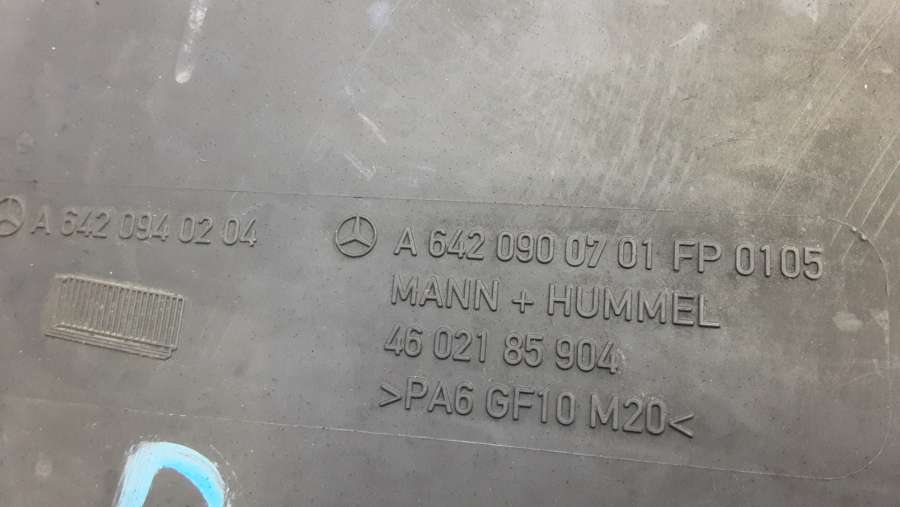 A 642 094 02 04
A 642 090 07 01 FP 0105
MANN + HUMMEL
46 021 85 904
>PA6 GF10 M20<